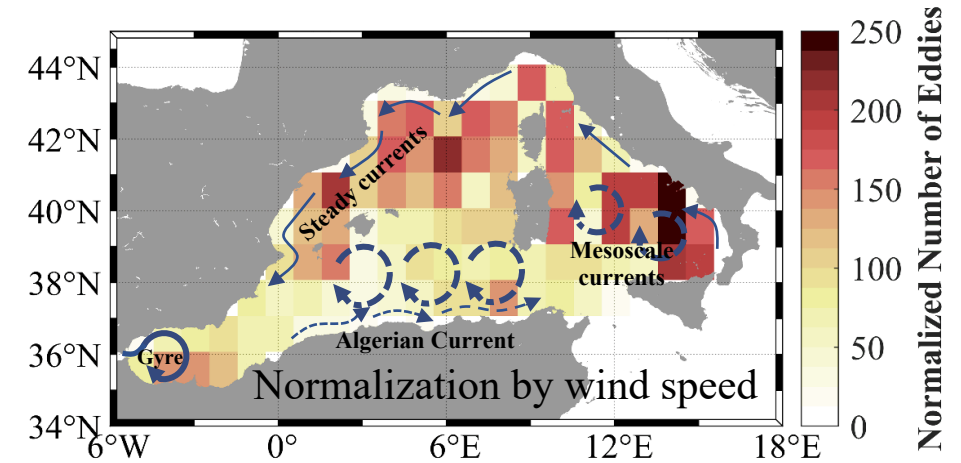 44°N
42°N
40°N
38°N
36°N
34°N
6°W
0°
6°E
12°E
18°E
Steady currents
Mesoscale
currents
Algerian Current
Gyre
Normalization by wind speed
250
200
150
100
50
0
Normalized Number of Eddies